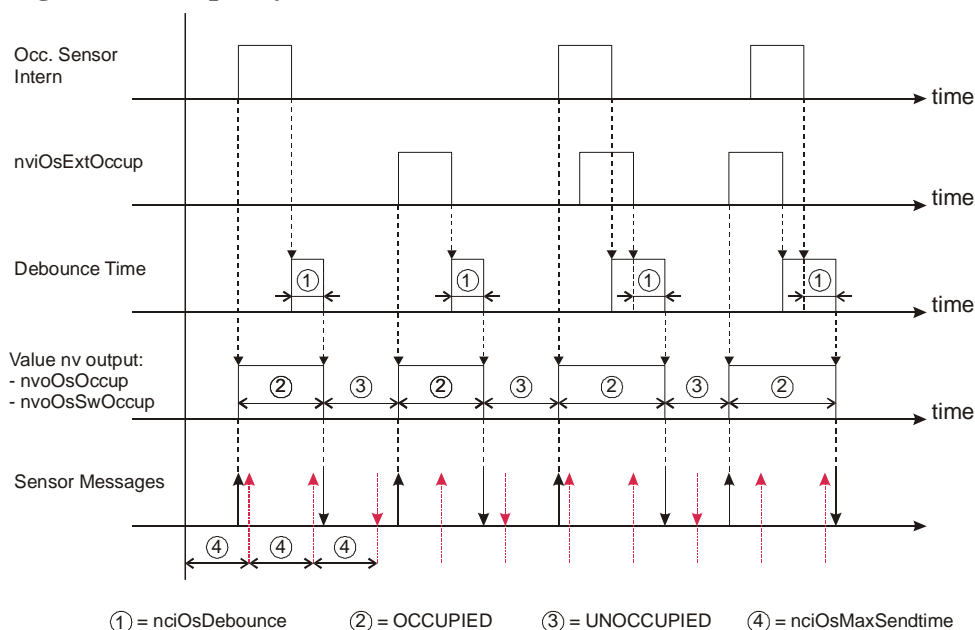 Occ. Sensor
Intern
time
nviOsExtOccup
time
Debounce Time
①
①
①
①
time
Value nv output:
- nvoOsOccup
- nvoOsSwOccup
②
③
②
③
②
③
②
time
Sensor Messages
④
④
④
① = nciOsDebounce
② = OCCUPIED
③ = UNOCCUPIED
④ = nciOsMaxSendtime